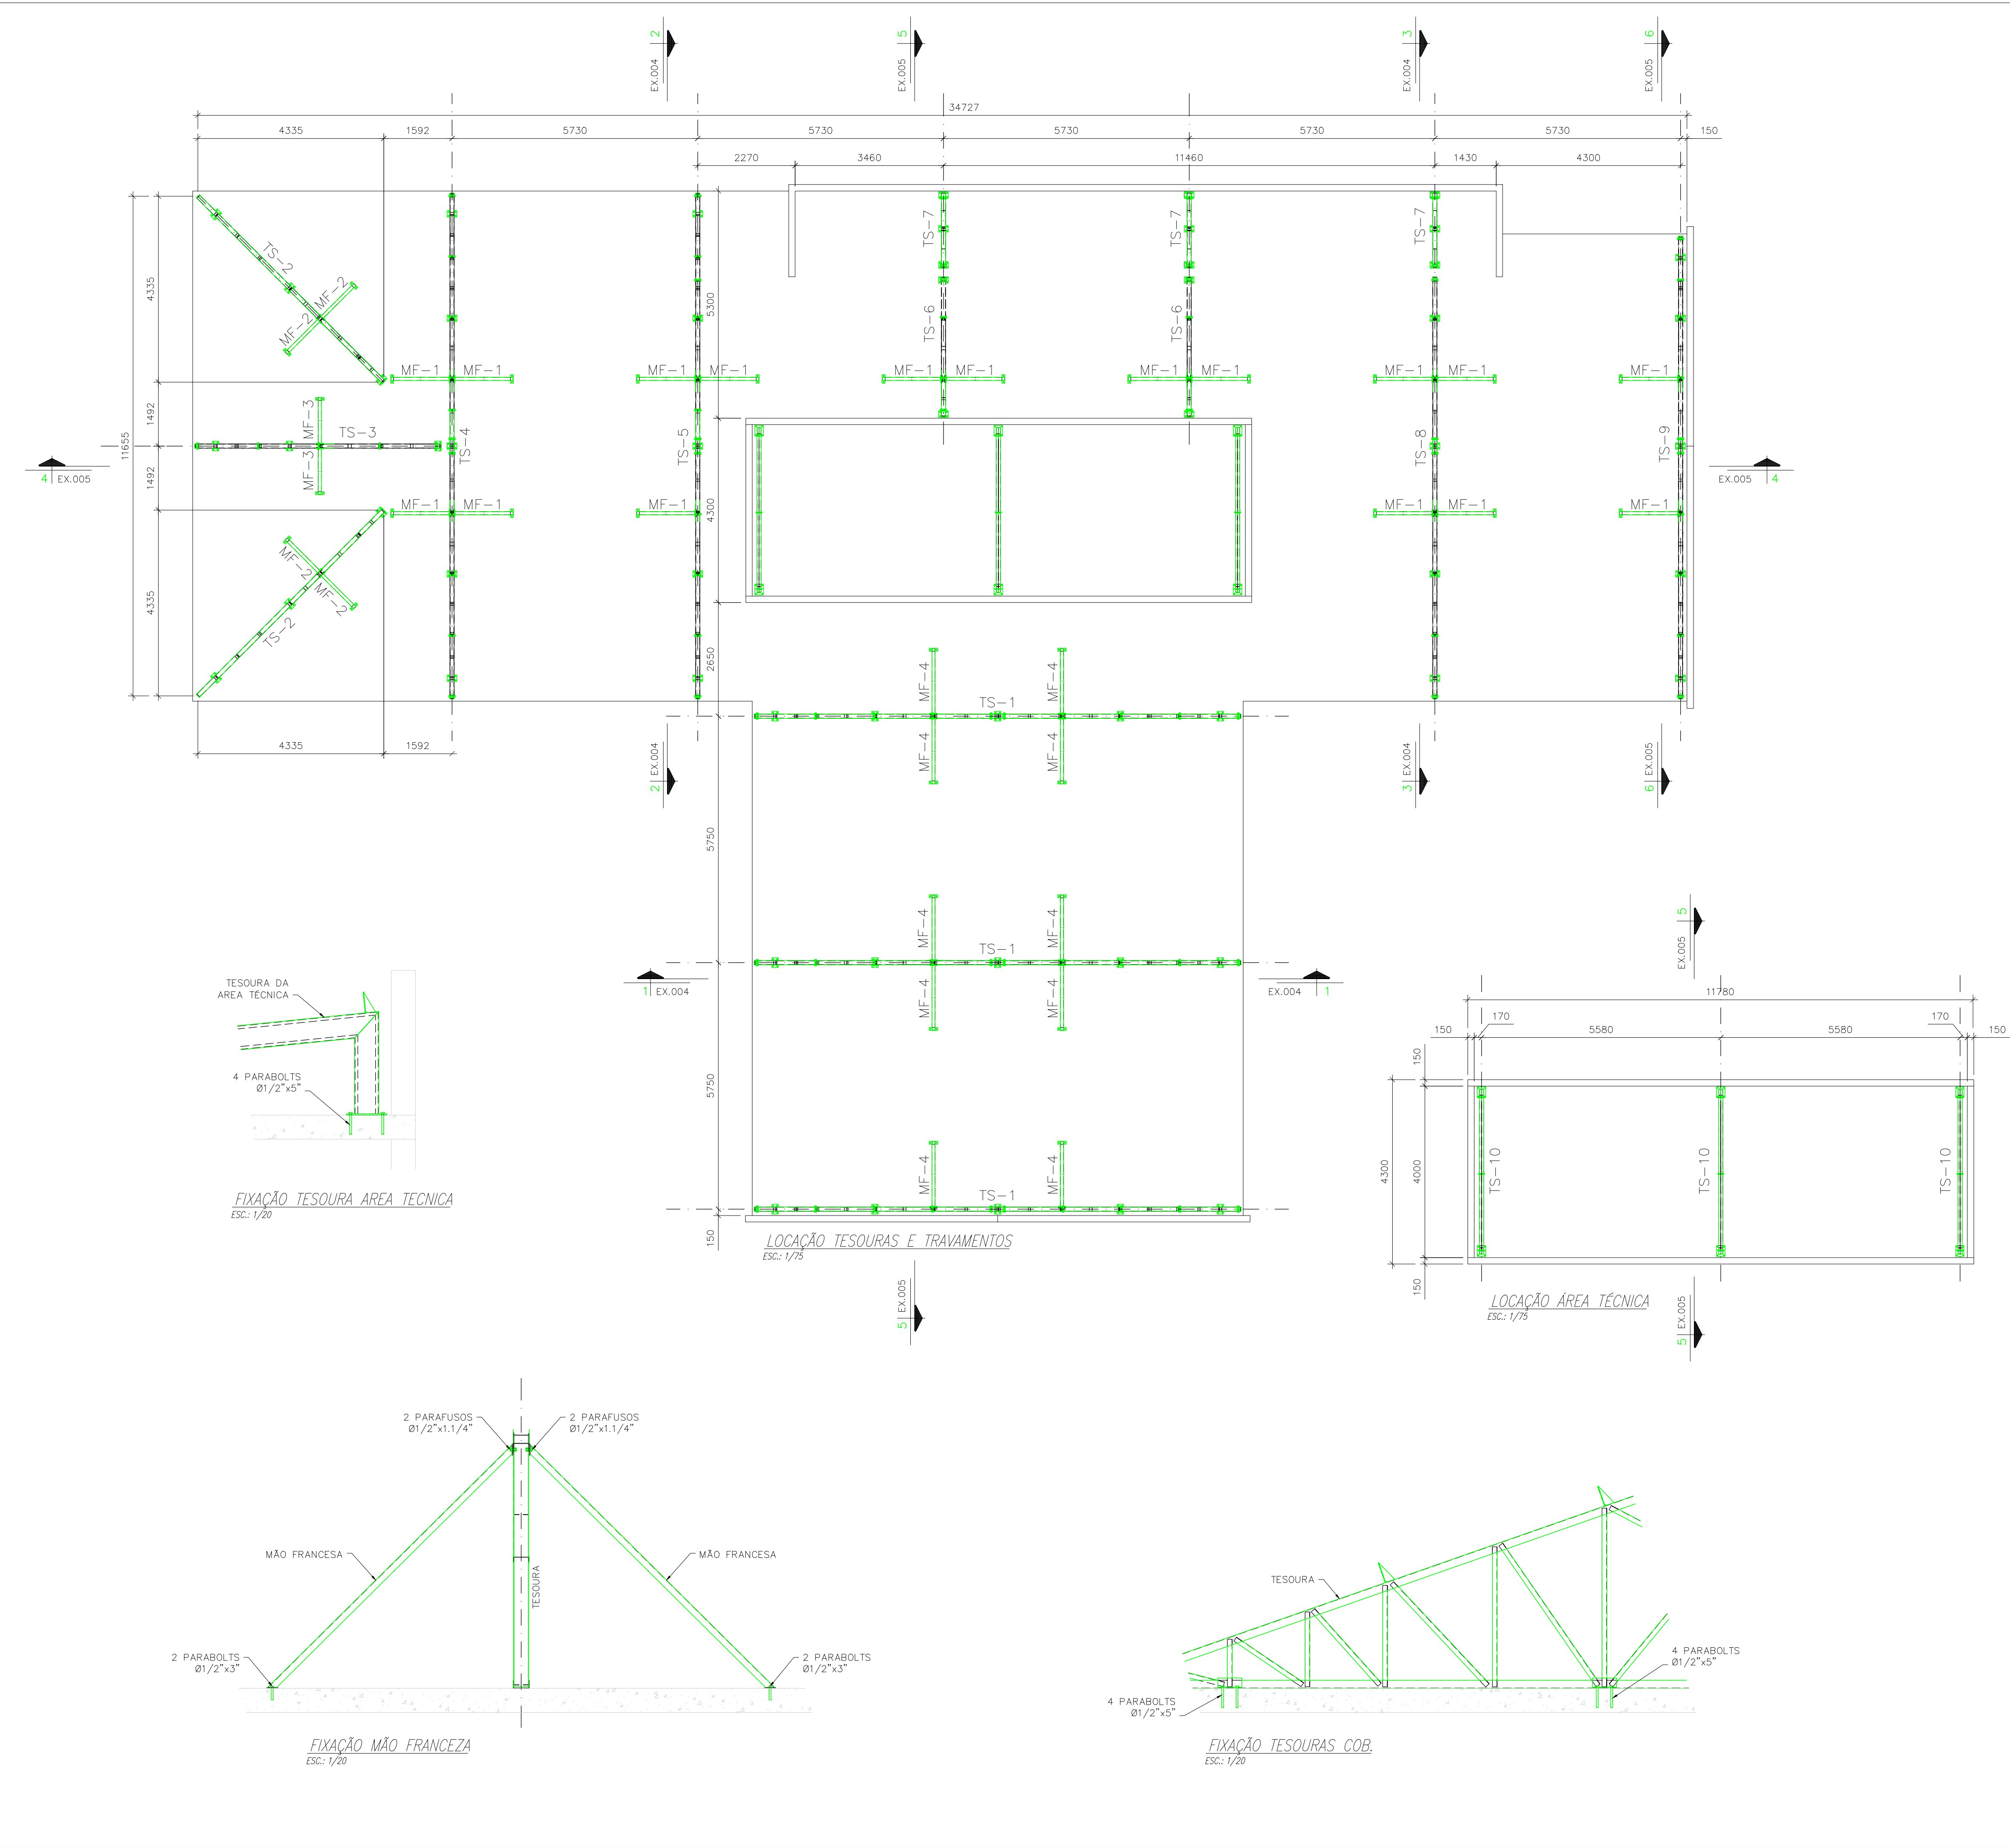 2
EX.004
5
EX.005
3
EX.004
6
EX.005
34727
4335
1592
5730
5730
5730
5730
5730
150
2270
3460
11460
1430
4300
TS-2
MF-2
MF-2
TS-7
TS-7
TS-7
4335
5300
TS-6
TS-6
MF-1
MF-1
MF-1
MF-1
MF-1
MF-1
MF-1
MF-1
MF-1
MF-1
MF-1
11655
1492
MF-3
TS-3
MF-3
TS-4
TS-5
TS-8
TS-9
4
EX.005
EX.005
4
1492
4300
MF-1
MF-1
MF-1
MF-1
MF-1
MF-1
MF-2
MF-2
TS-2
4335
2650
MF-4
MF-4
TS-1
MF-4
MF-4
4335
1592
2
EX.004
3
EX.004
6
EX.005
5750
MF-4
MF-4
TS-1
MF-4
MF-4
1
EX.004
EX.004
1
5750
MF-4
MF-4
TS-1
150
LOCAÇÃO TESOURAS E TRAVAMENTOS
ESC.: 1/75
5
EX.005
TESOURA DA
AREA TÉCNICA
4 PARABOLTS
Ø1/2"x5"
FIXAÇÃO TESOURA AREA TECNICA
ESC.: 1/20
5
EX.005
11780
150
170
5580
5580
170
150
150
4300
4000
TS-10
TS-10
TS-10
150
LOCAÇÃO ÁREA TÉCNICA
ESC.: 1/75
5
EX.005
2 PARAFUSOS
Ø1/2"x1.1/4"
2 PARAFUSOS
Ø1/2"x1.1/4"
MÃO FRANCESA
MÃO FRANCESA
TESOURA
2 PARABOLTS
Ø1/2"x3"
2 PARABOLTS
Ø1/2"x3"
FIXAÇÃO MÃO FRANCEZA
ESC.: 1/20
TESOURA
4 PARABOLTS
Ø1/2"x5"
4 PARABOLTS
Ø1/2"x5"
FIXAÇÃO TESOURAS COB.
ESC.: 1/20